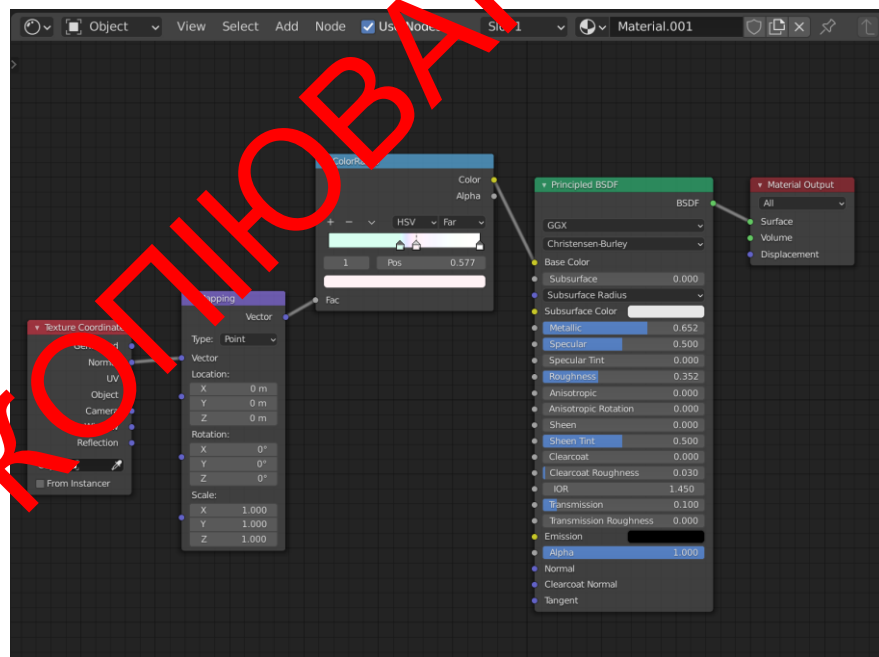 Object View Select Add Node Use Nodes Slot 1 Material.001
КОПІЮВА
Color
Alpha
+ − HSV Far
1 Pos 0.577
Fac
Principled BSDF
BSDF
GGX
Christensen-Burley
Base Color
Subsurface 0.000
Subsurface Radius
Subsurface Color
Metallic 0.652
Specular 0.500
Specular Tint 0.000
Roughness 0.352
Anisotropic 0.000
Anisotropic Rotation 0.000
Sheen 0.000
Sheen Tint 0.500
Clearcoat 0.000
Clearcoat Roughness 0.030
IOR 1.450
Transmission 0.100
Transmission Roughness 0.000
Emission
Alpha 1.000
Normal
Clearcoat Normal
Tangent
Material Output
All
Surface
Volume
Displacement
Mapping
Vector
Type: Point
Vector
Location:
X 0 m
Y 0 m
Z 0 m
Rotation:
X 0°
Y 0°
Z 0°
Scale:
X 1.000
Y 1.000
Z 1.000
Texture Coordinate
Normal
UV
Object
Camera
Reflection
From Instancer